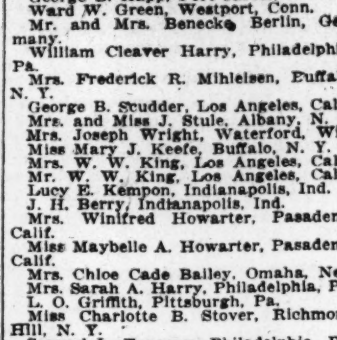 Ward W. Green, Westport, Conn.
Mr. and Mrs. Benecke, Berlin, Ge
many.
William Cleaver Harry, Philadelphi
Pa.
Mrs. Frederick R. Mihleisen, Buffa
N. Y.
George B. Scudder, Los Angeles, Cal
Mrs. and Miss J. Stule, Albany, N.
Mrs. Joseph Wright, Waterford, Wi
Miss Mary J. Keefe, Buffalo, N. Y.
Mrs. W. W. King, Los Angeles, Cal
Mr. W. W. King, Los Angeles, Cal
Lucy E. Kempon, Indianapolis, Ind.
J. H. Berry, Indianapolis, Ind.
Mrs. Winifred Howarter, Pasaden
Calif.
Miss Maybelle A. Howarter, Pasaden
Calif.
Mrs. Chloe Cade Bailey, Omaha, Ne
Mrs. Sarah A. Harry, Philadelphia, P
L. O. Griffith, Pittsburgh, Pa.
Miss Charlotte B. Stover, Richmo
Hill, N. Y.